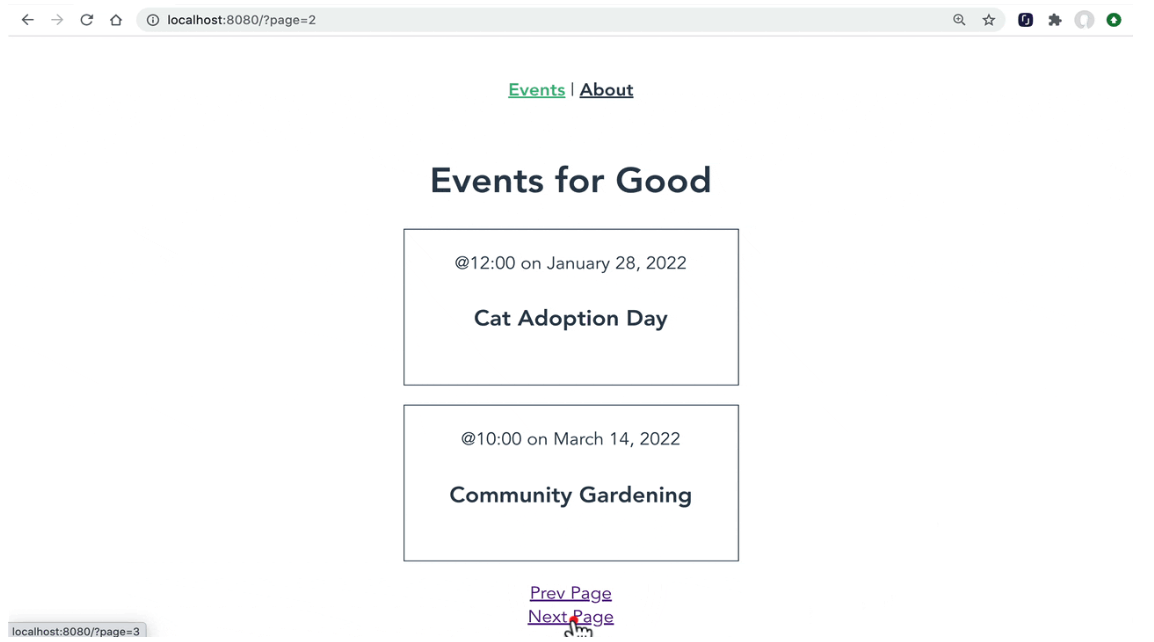 localhost:8080/?page=2
Events | About
Events for Good
@12:00 on January 28, 2022
Cat Adoption Day
@10:00 on March 14, 2022
Community Gardening
Prev Page
Next Page
localhost:8080/?page=3